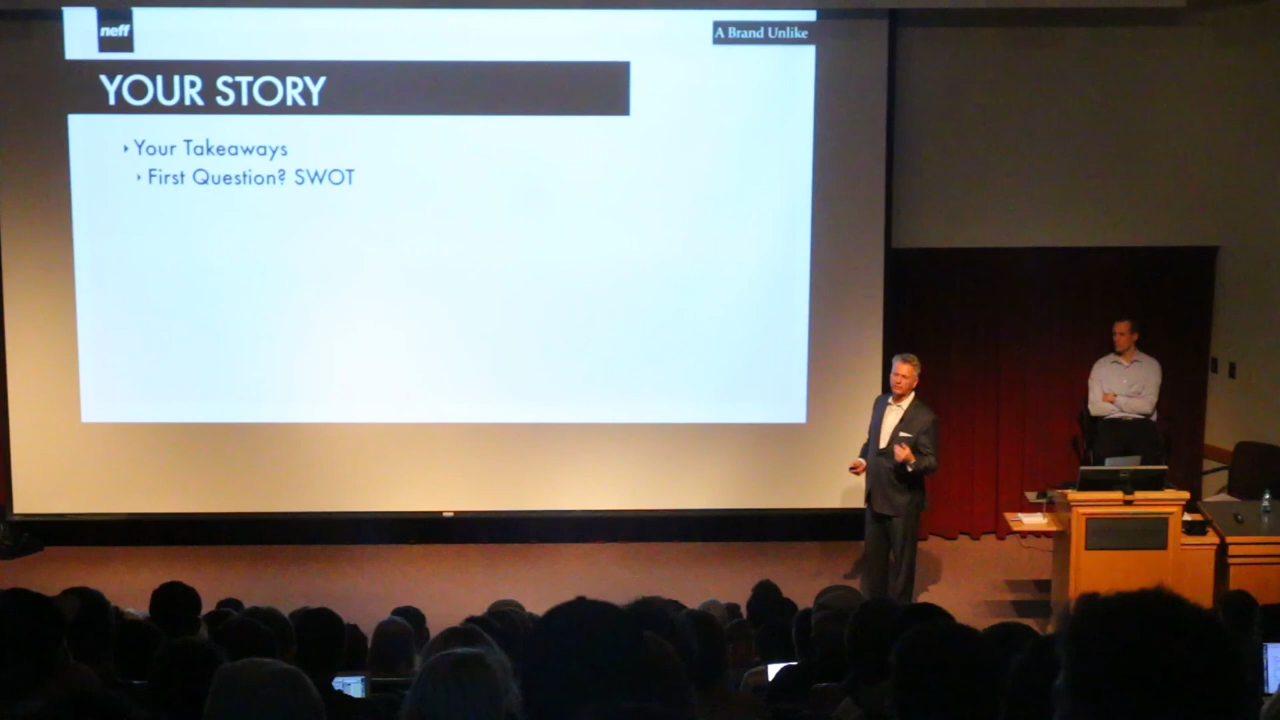 neff
A Brand Unlike
YOUR STORY
‣ Your Takeaways
‣ First Question? SWOT